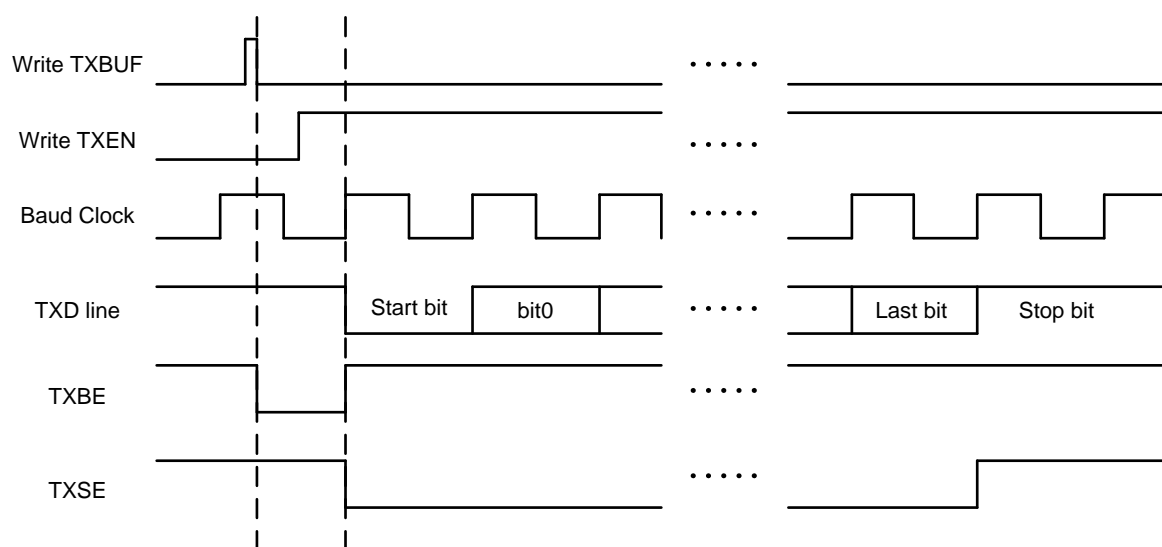 Write TXBUF
Write TXEN
Baud Clock
TXD line
Start bit
bit0
Last bit
Stop bit
TXBE
TXSE